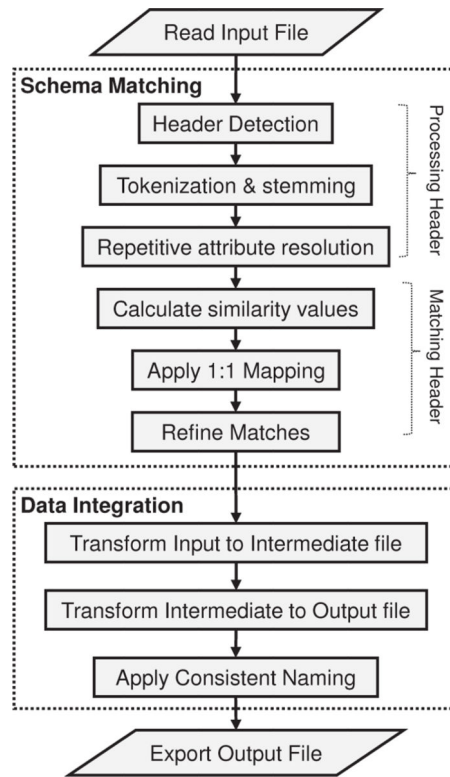 Read Input File
Schema Matching
Header Detection
Tokenization & stemming
Repetitive attribute resolution
Processing Header
Calculate similarity values
Apply 1:1 Mapping
Refine Matches
Matching Header
Data Integration
Transform Input to Intermediate file
Transform Intermediate to Output file
Apply Consistent Naming
Export Output File